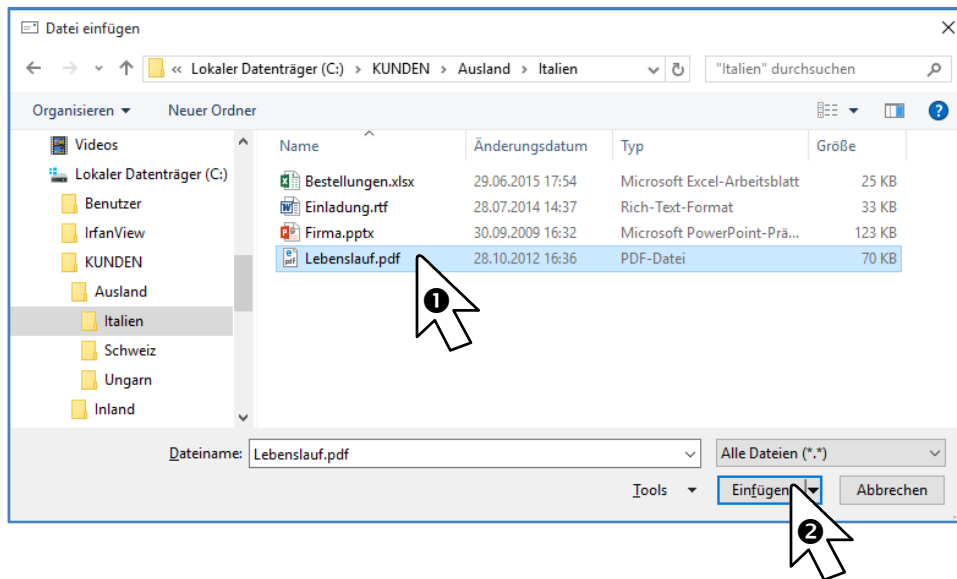 Datei einfügen
« Lokaler Datenträger (C:) > KUNDEN > Ausland > Italien "Italien" durchsuchen
Organisieren Neuer Ordner ?
Videos
Lokaler Datenträger (C:)
Benutzer
IrfanView
KUNDEN
Ausland
Italien
Schweiz
Ungarn
Inland
Name Änderungsdatum Typ Größe
Bestellungen.xlsx 29.06.2015 17:54 Microsoft Excel-Arbeitsblatt 25 KB
Einladung.rtf 28.07.2014 14:37 Rich-Text-Format 33 KB
Firma.pptx 30.09.2009 16:32 Microsoft PowerPoint-Prä... 123 KB
Lebenslauf.pdf 28.10.2012 16:36 PDF-Datei 70 KB
❶
Dateiname: Lebenslauf.pdf Alle Dateien (*.*)
Tools Einfügen Abbrechen
❷